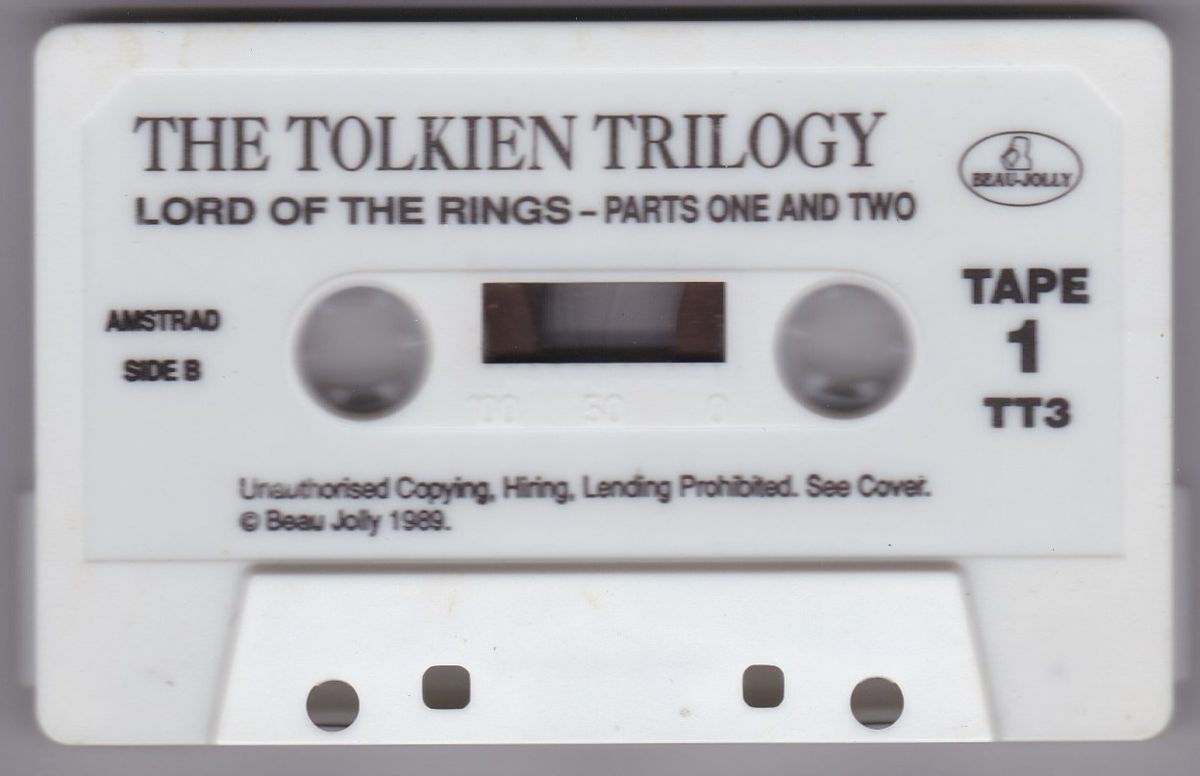 THE TOLKIEN TRILOGY
LORD OF THE RINGS – PARTS ONE AND TWO
BEAU-JOLLY
AMSTRAD
SIDE B
TAPE
1
TT3
100 50 0
Unauthorised Copying, Hiring, Lending Prohibited. See Cover.
© Beau Jolly 1989.